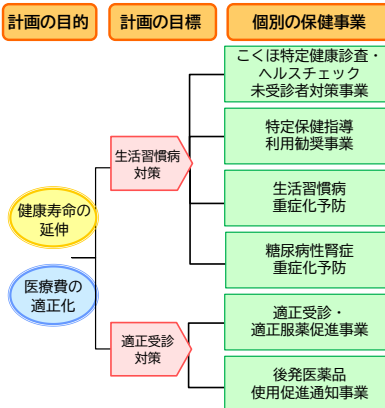 計画の目的
計画の目標
個別の保健事業
健康寿命の
延伸
医療費の
適正化
生活習慣病
対策
適正受診
対策
こくほ特定健康診査・
ヘルスチェック
未受診者対策事業
特定保健指導
利用勧奨事業
生活習慣病
重症化予防
糖尿病性腎症
重症化予防
適正受診・
適正服薬促進事業
後発医薬品
使用促進通知事業